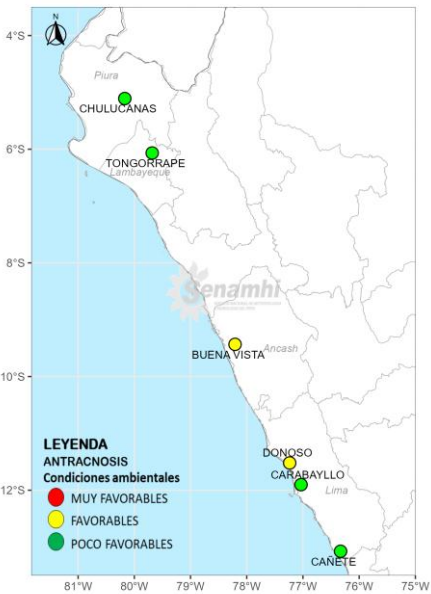 N
4°S
Piura
CHULUCANAS
6°S
TONGORRAPE
Lambayeque
8°S
Senamhi
BUENA VISTA
Ancash
10°S
LEYENDA
ANTRACNOSIS
Condiciones ambientales
MUY FAVORABLES
FAVORABLES
POCO FAVORABLES
DONOSO
CARABAYLLO
12°S
Lima
CAÑETE
81°W
80°W
79°W
78°W
77°W
76°W
75°W